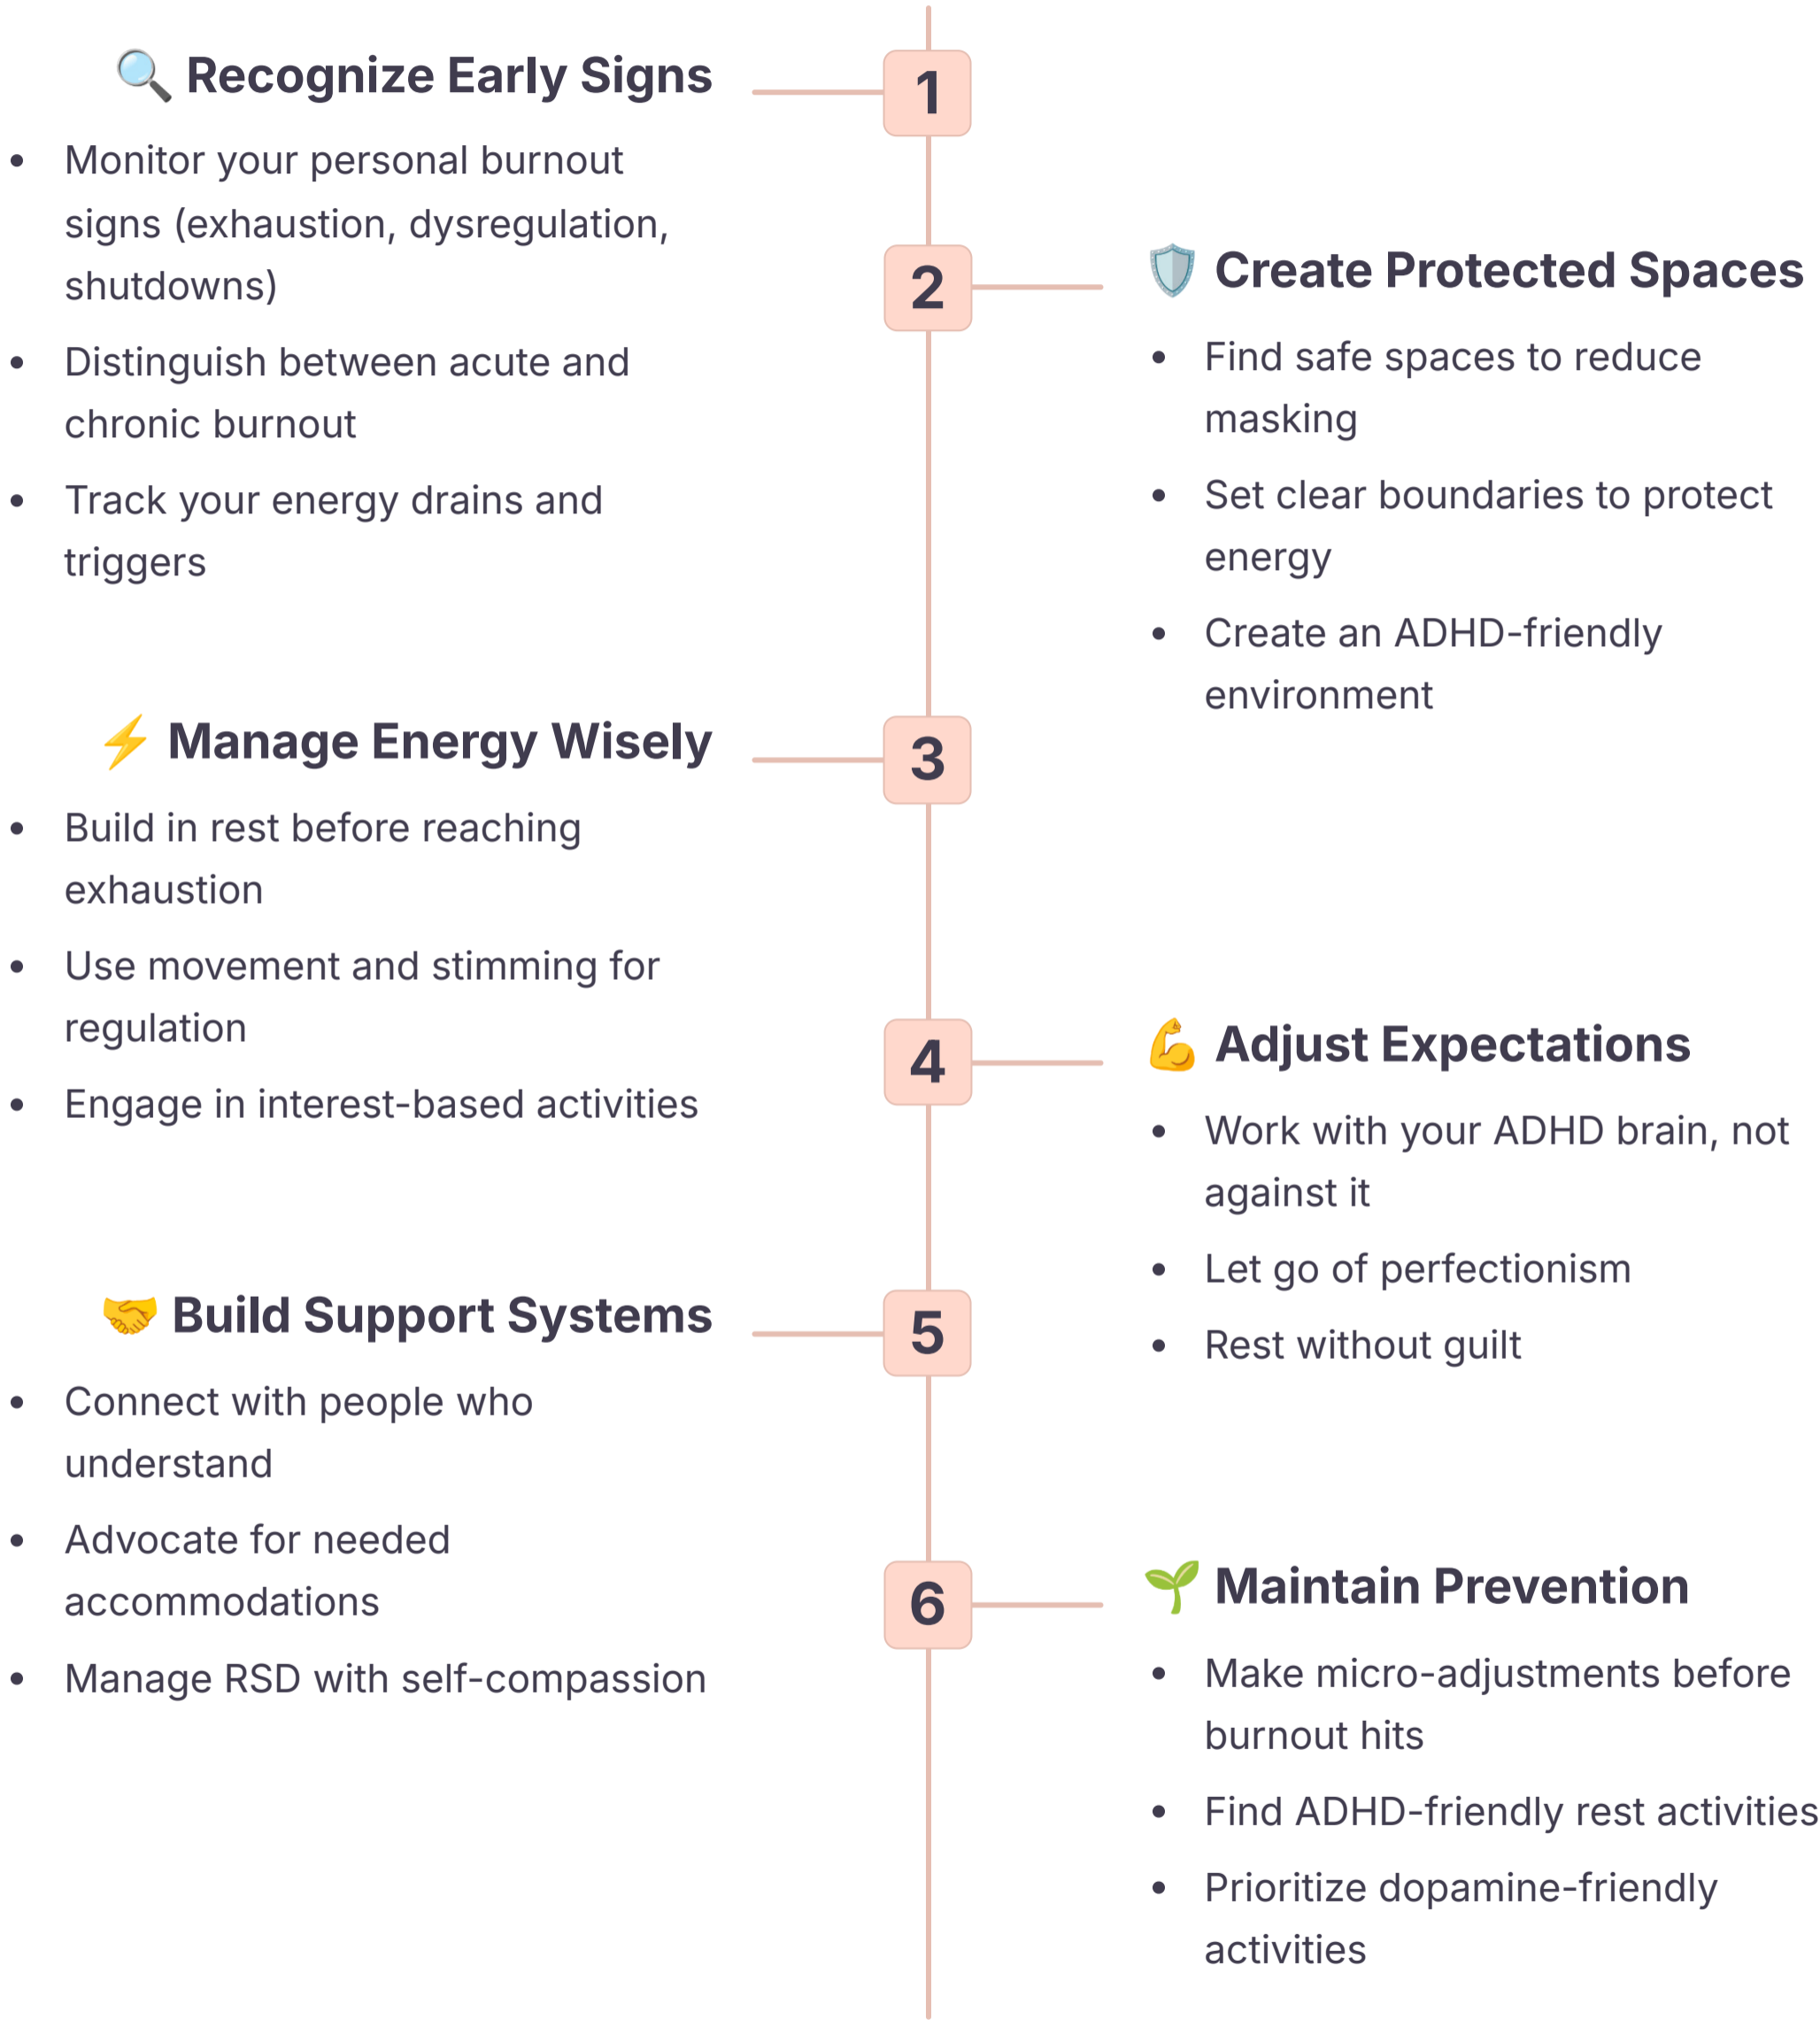 🔍 Recognize Early Signs
1
• Monitor your personal burnout
signs (exhaustion, dysregulation,
shutdowns)
• Distinguish between acute and
chronic burnout
• Track your energy drains and
triggers
2
🛡️ Create Protected Spaces
• Find safe spaces to reduce
masking
• Set clear boundaries to protect
energy
• Create an ADHD-friendly
environment
⚡ Manage Energy Wisely
3
• Build in rest before reaching
exhaustion
• Use movement and stimming for
regulation
• Engage in interest-based activities
4
💪 Adjust Expectations
• Work with your ADHD brain, not
against it
• Let go of perfectionism
• Rest without guilt
🤝 Build Support Systems
5
• Connect with people who
understand
• Advocate for needed
accommodations
• Manage RSD with self-compassion
6
🌱 Maintain Prevention
• Make micro-adjustments before
burnout hits
• Find ADHD-friendly rest activities
• Prioritize dopamine-friendly
activities